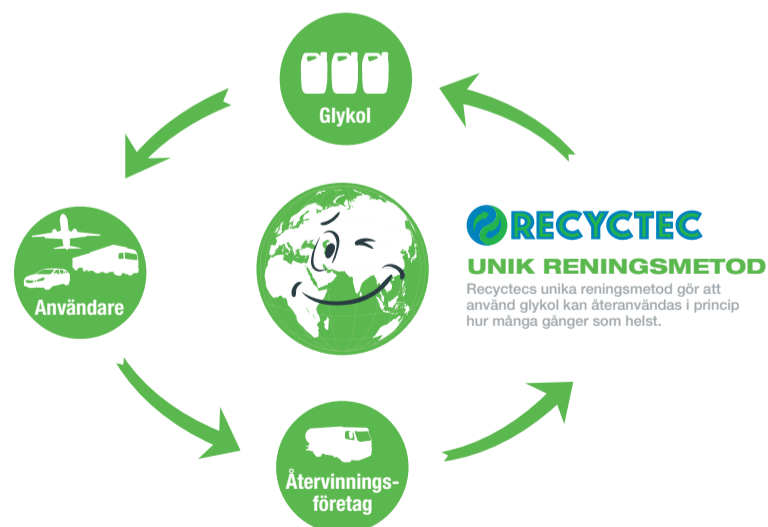 Glykol
Användare
RECYCTEC
UNIK RENINGSMETOD
Recyctecs unika reningsmetod gör att
använd glykol kan återanvändas i princip
hur många gånger som helst.
Återvinnings-
företag